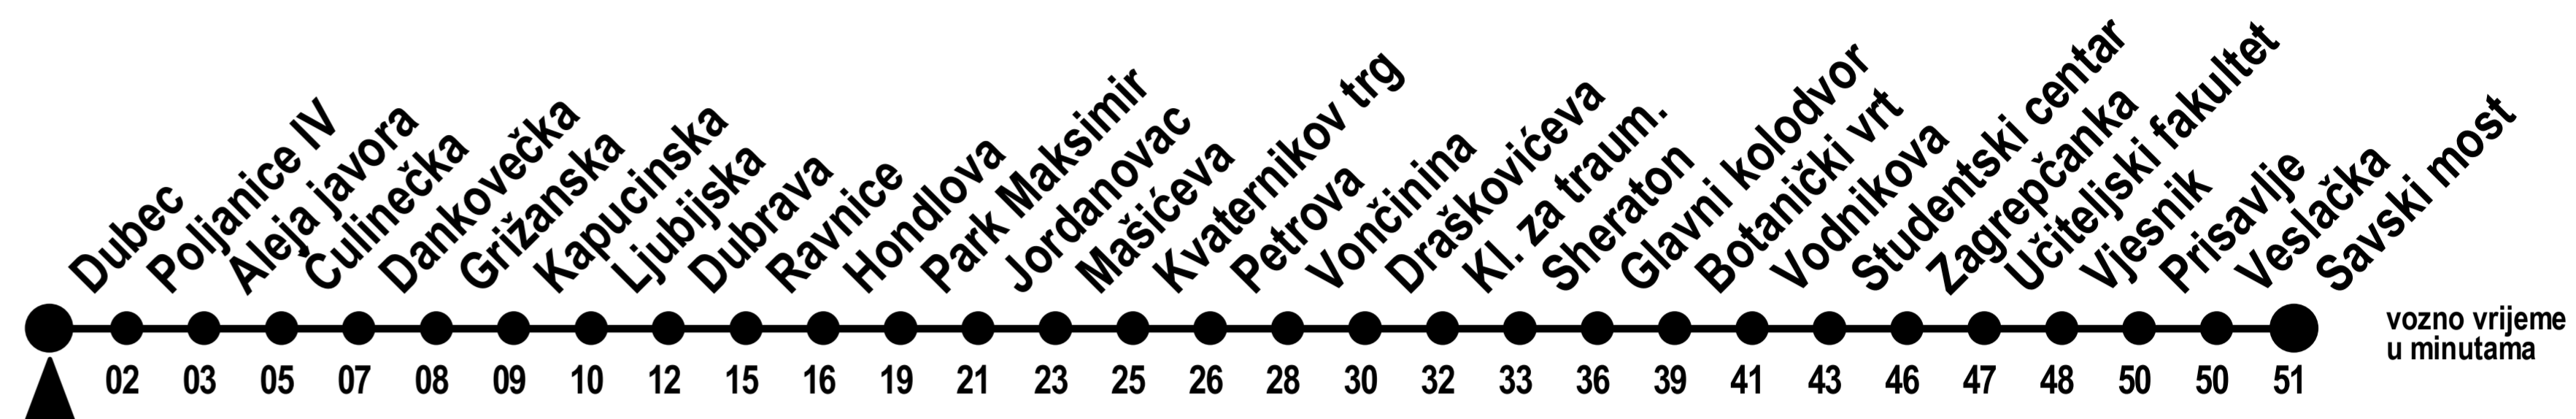 Dubec
Poljanice IV
Aleja javora
Čulinečka
Dankovečka
Grižanska
Kapucinska
Ljubijska
Dubrava
Ravnice
Hondlova
Park Maksimir
Jordanovac
Mašićeva
Kvaternikov trg
Petrova
Vončinina
Draškovićeva
Kl. za traum.
Sheraton
Glavni kolodvor
Botanički vrt
Vodnikova
Studentski centar
Zagrepčanka
Učiteljski fakultet
Vjesnik
Prisavlje
Veslačka
Savski most
vozno vrijeme
u minutama
02 03 05 07 08 09 10 12 15 16 19 21 23 25 26 28 30 32 33 36 39 41 43 46 47 48 50 50 51